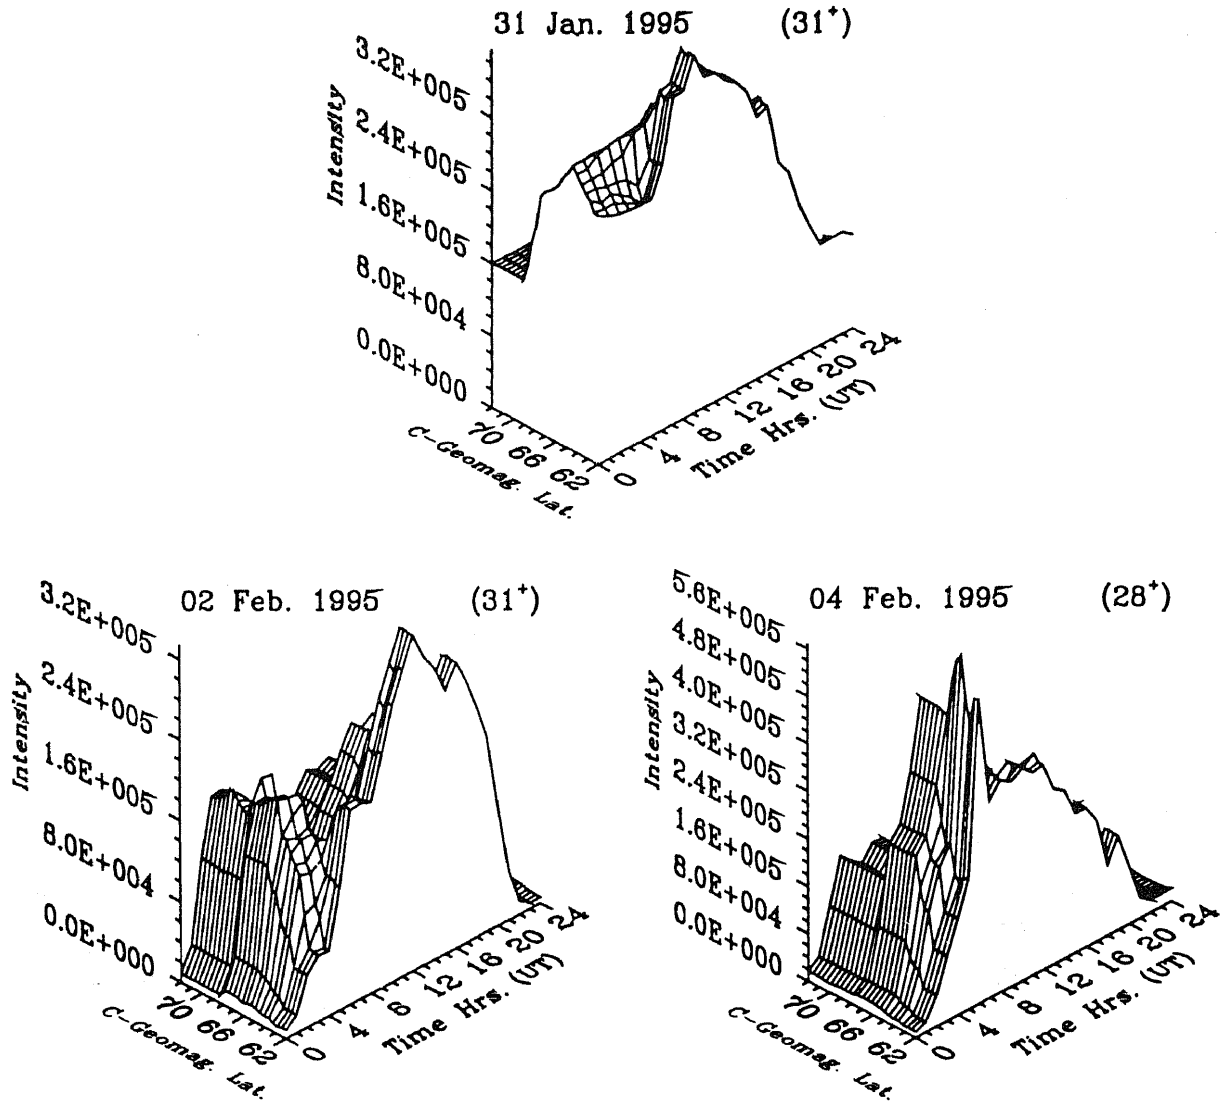 31 Jan. 1995 (31+)
3.2E+005
2.4E+005
1.6E+005
8.0E+004
0.0E+000
Intensity
70 66 62
C-Geomag. Lat.
0 4 8 12 16 20 24
Time Hrs. (UT)
02 Feb. 1995 (31+)
3.2E+005
2.4E+005
1.6E+005
8.0E+004
0.0E+000
Intensity
70 66 62
C-Geomag. Lat.
0 4 8 12 16 20 24
Time Hrs. (UT)
04 Feb. 1995 (28+)
5.6E+005
4.8E+005
4.0E+005
3.2E+005
2.4E+005
1.6E+005
8.0E+004
0.0E+000
Intensity
70 66 62
C-Geomag. Lat.
0 4 8 12 16 20 24
Time Hrs. (UT)